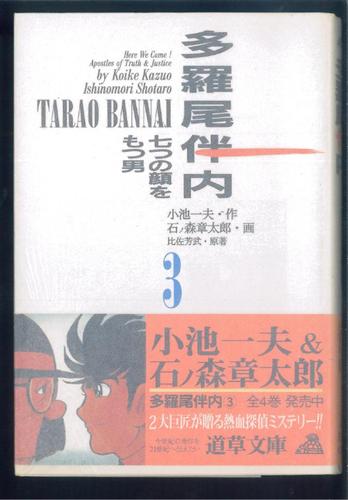 Here We Come!
Apostles of Truth & Justice
by Koike Kazuo
Ishinomori Shotaro
TARAO BANNAI
多羅尾伴内
七つの顔を
もつ男
小池一夫・作
石ノ森章太郎・画
比佐芳武・原著
3
小池一夫&
石ノ森章太郎
多羅尾伴内 3 全4巻 発売中
2大巨匠が贈る熱血探偵ミステリー!!
道草文庫